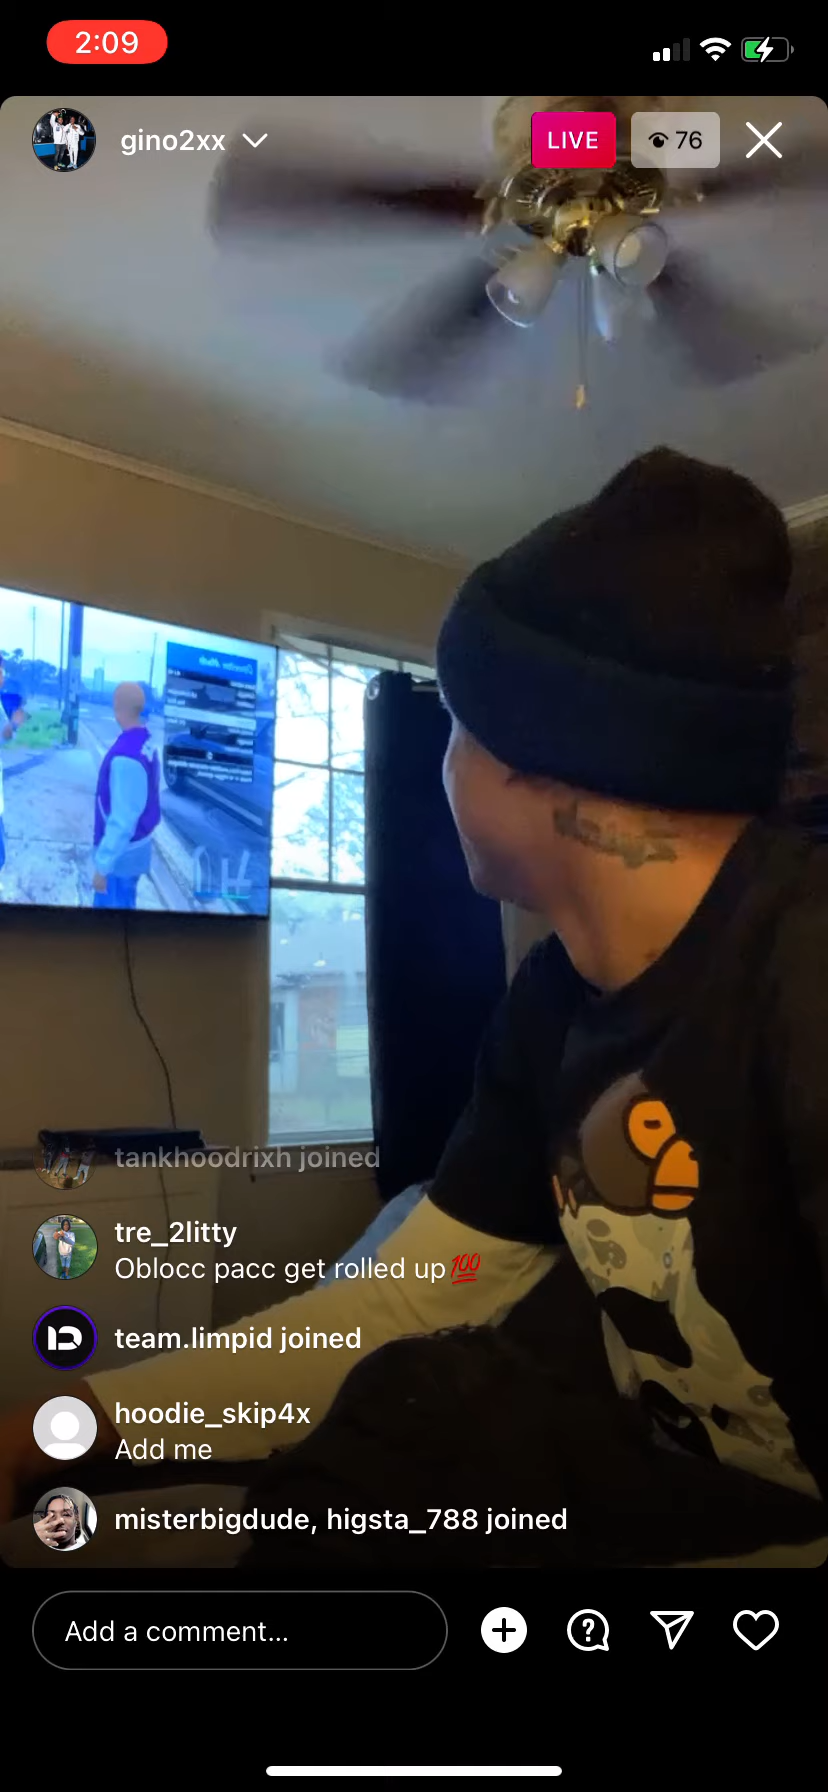 2:09
gino2xx
LIVE
76
tankhoodrixh joined
tre_2litty
Oblocc pacc get rolled up💯
team.limpid joined
hoodie_skip4x
Add me
misterbigdude, higsta_788 joined
Add a comment...